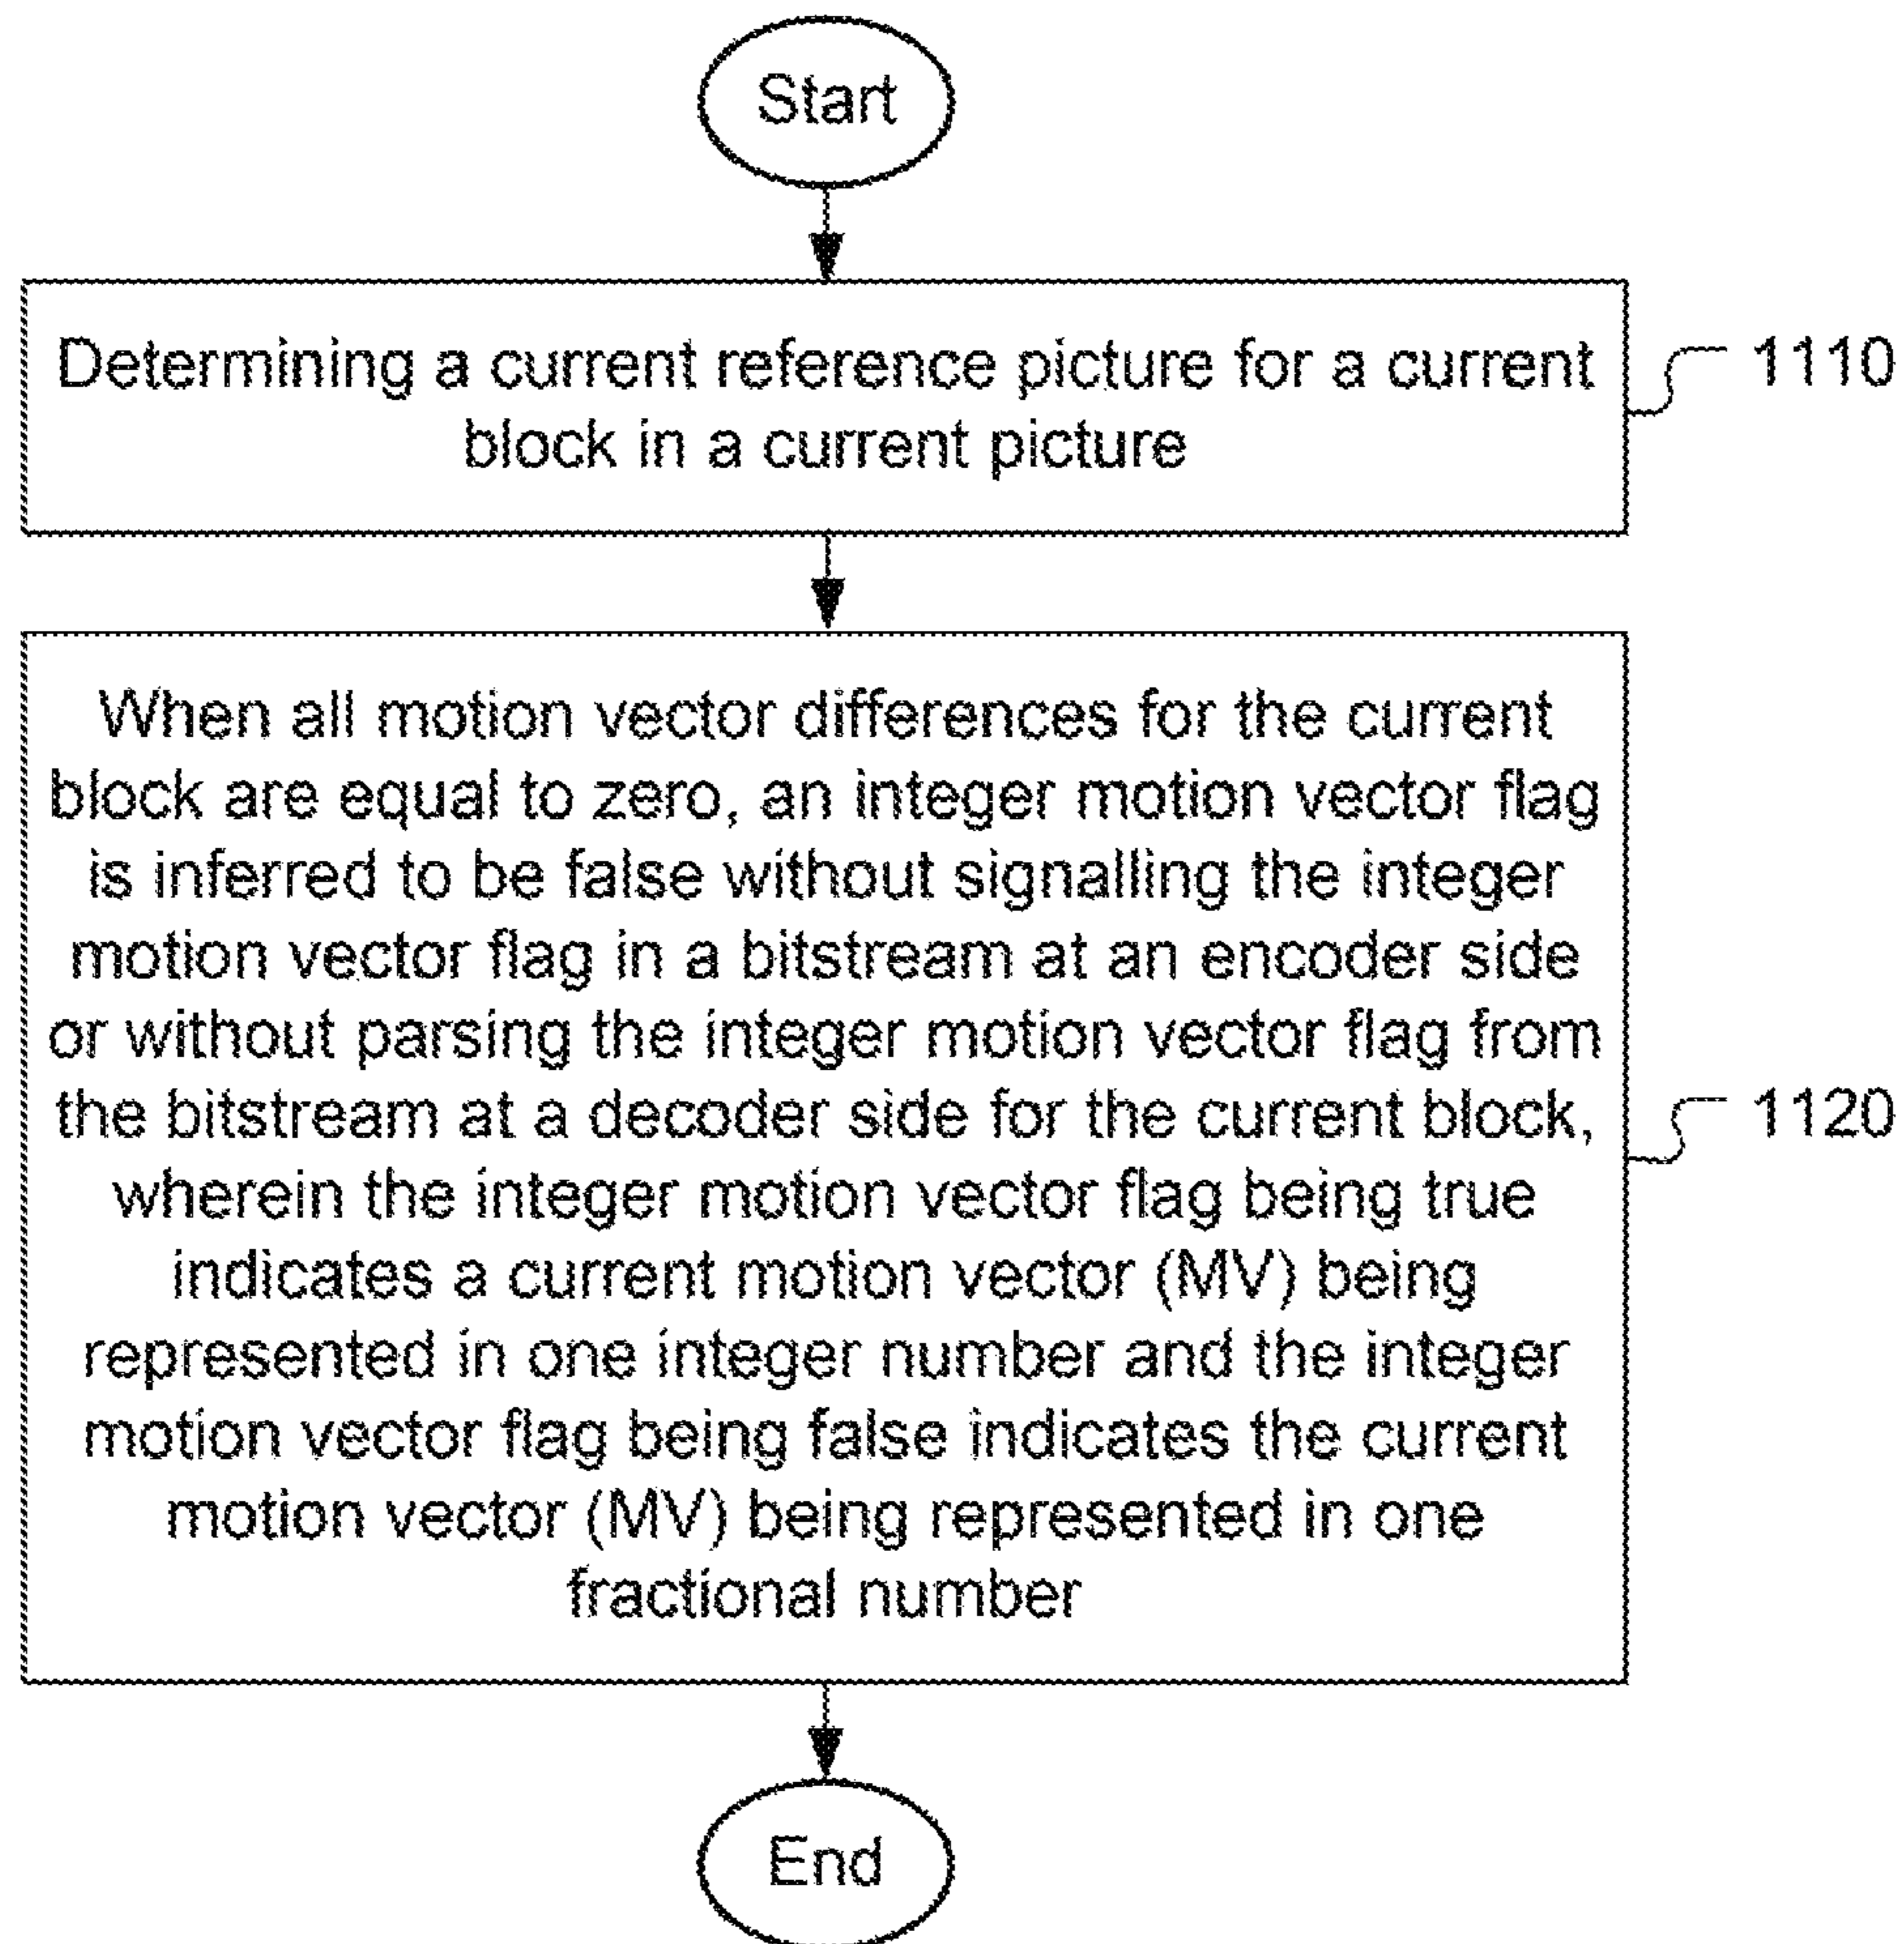 Start
Determining a current reference picture for a current
1110
block in a current picture
When all motion vector differences for the current
block are equal to zero, an integer motion vector flag
is inferred to be false without signalling the integer
motion vector flag in a bitstream at an encoder side
or without parsing the integer motion vector flag from
the bitstream at a decoder side for the current block,
1120
wherein the integer motion vector flag being true
indicates a current motion vector (MV) being
represented in one integer number and the integer
motion vector flag being false indicates the current
motion vector (MV) being represented in one
fractional number
End